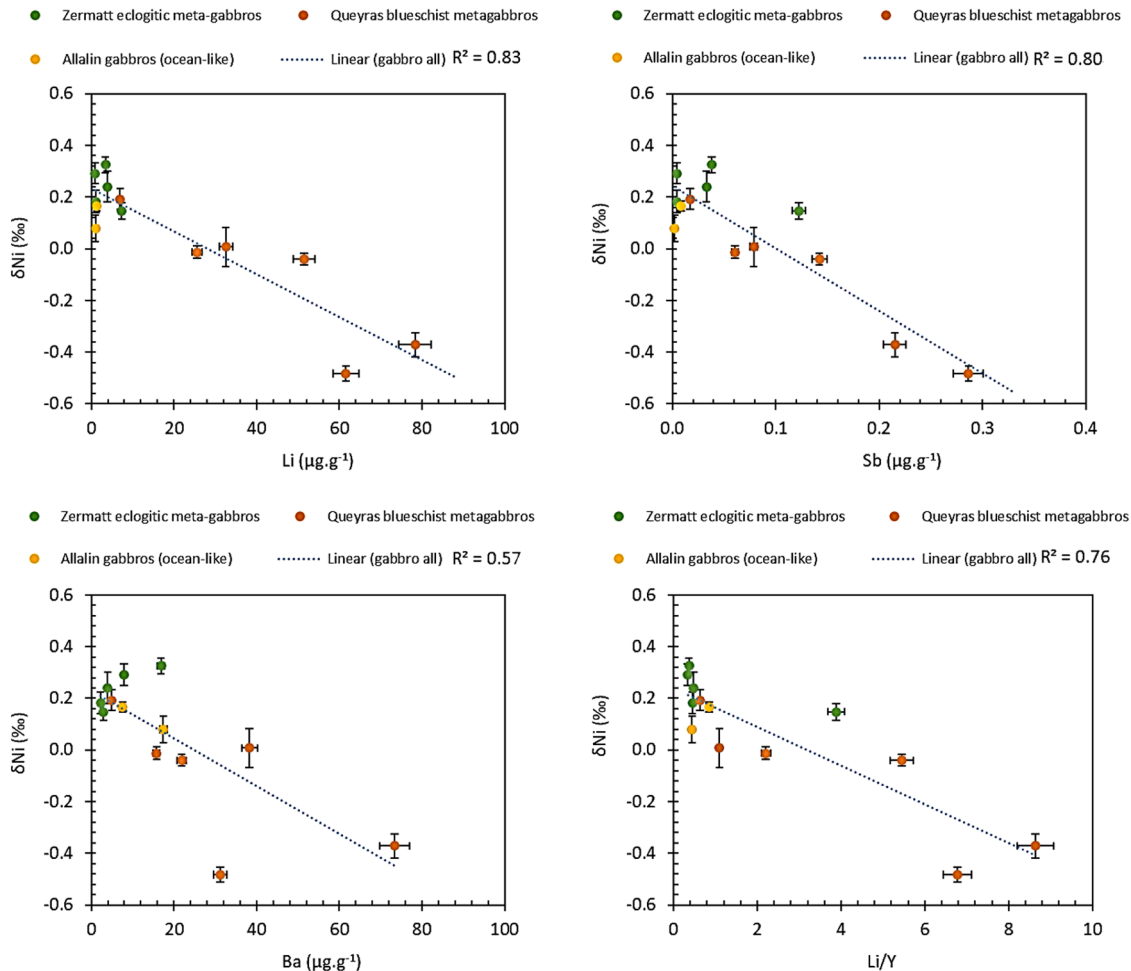 Zermatt eclogitic meta-gabbros
Queyras blueschist metagabbros
Allalin gabbros (ocean-like)
Linear (gabbro all) R² = 0.83
0.6
0.4
0.2
0.0
-0.2
-0.4
-0.6
δNi (‰)
0 20 40 60 80 100
Li (µg.g⁻¹)
Zermatt eclogitic meta-gabbros
Queyras blueschist metagabbros
Allalin gabbros (ocean-like)
Linear (gabbro all) R² = 0.80
0.6
0.4
0.2
0.0
-0.2
-0.4
-0.6
δNi (‰)
0.0 0.1 0.2 0.3 0.4
Sb (µg.g⁻¹)
Zermatt eclogitic meta-gabbros
Queyras blueschist metagabbros
Allalin gabbros (ocean-like)
Linear (gabbro all) R² = 0.57
0.6
0.4
0.2
0.0
-0.2
-0.4
-0.6
δNi (‰)
0 20 40 60 80 100
Ba (µg.g⁻¹)
Zermatt eclogitic meta-gabbros
Queyras blueschist metagabbros
Allalin gabbros (ocean-like)
Linear (gabbro all) R² = 0.76
0.6
0.4
0.2
0.0
-0.2
-0.4
-0.6
δNi (‰)
0 2 4 6 8 10
Li/Y